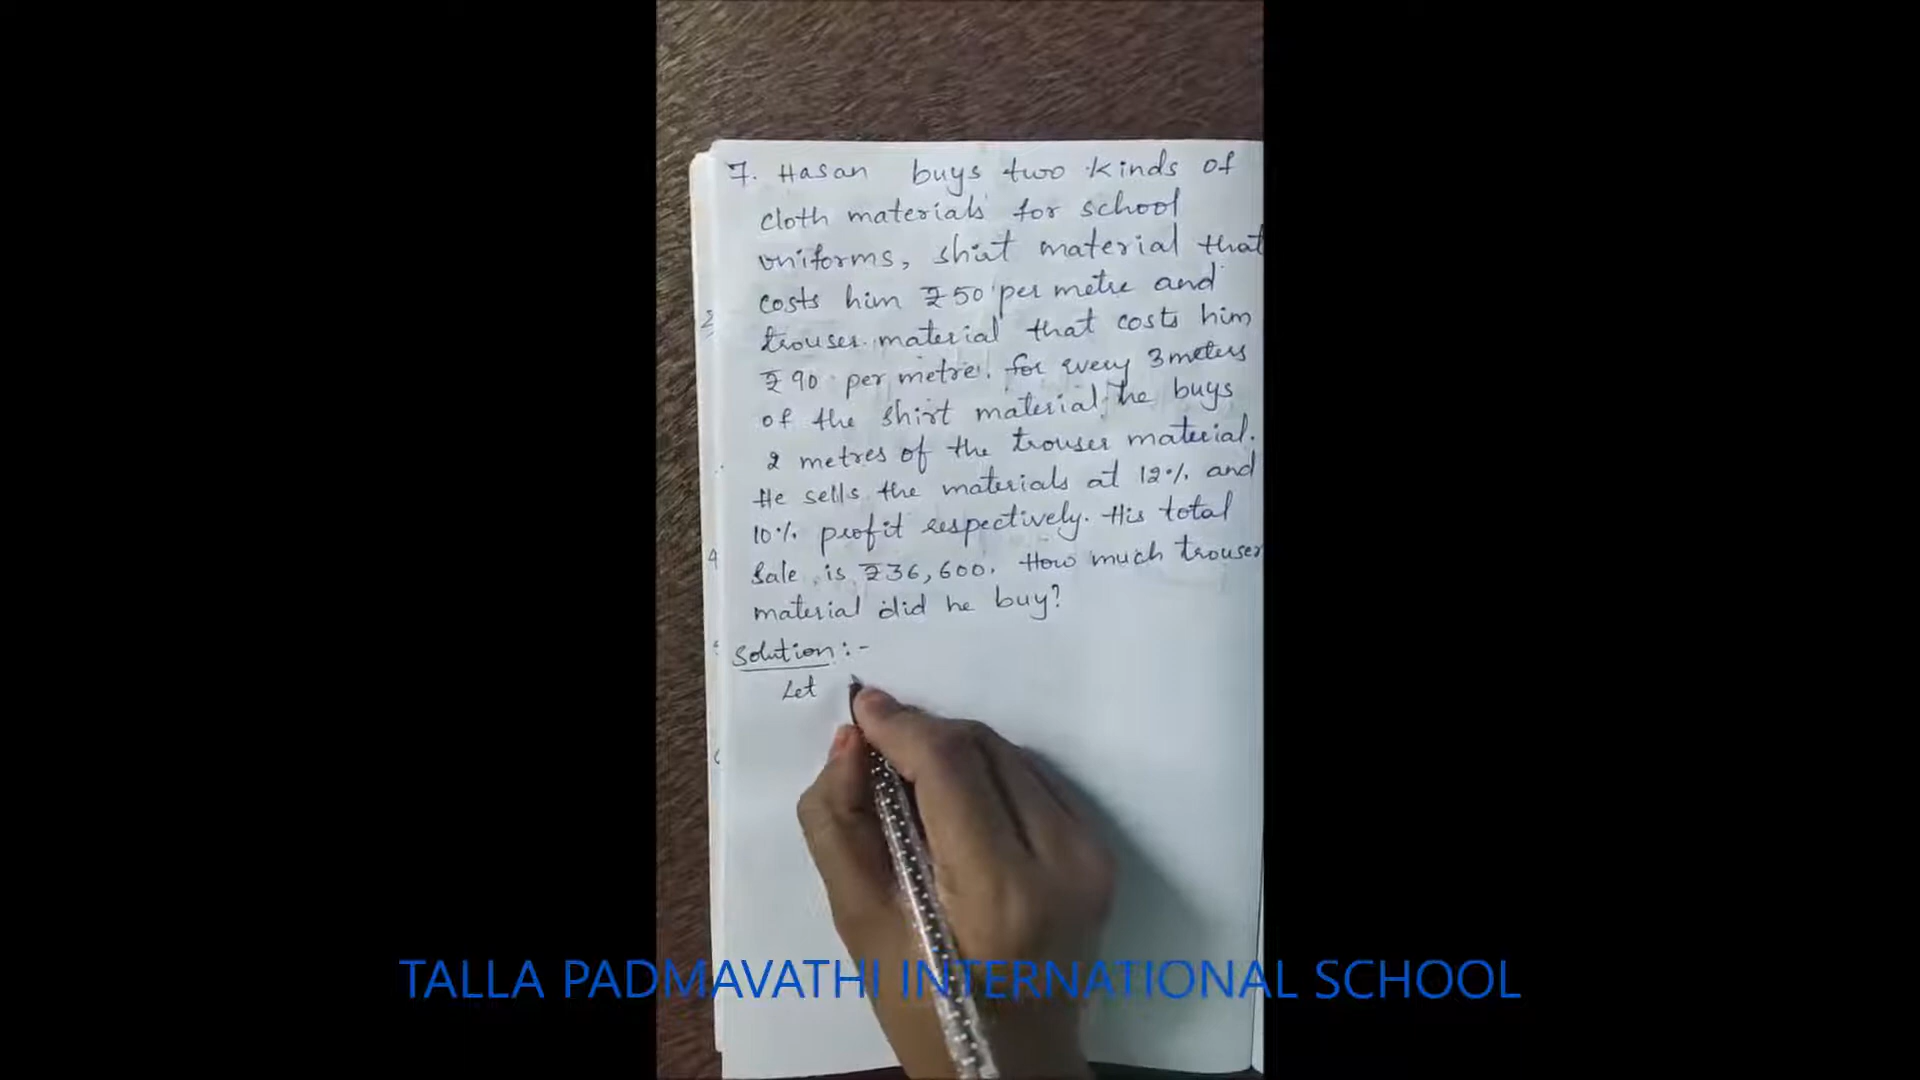 7. Hasan buys two kinds of
cloth materials for school
uniforms, shirt material that
costs him ₹50 per metre and
trouser material that costs him
₹90 per metre. for every 3 meters
of the shirt material he buys
2 metres of the trouser material.
He sells the materials at 12% and
10% profit respectively. His total
Sale is ₹36,600. How much trouser
material did he buy?
Solution:-
Let
TALLA PADMAVATHI INTERNATIONAL SCHOOL